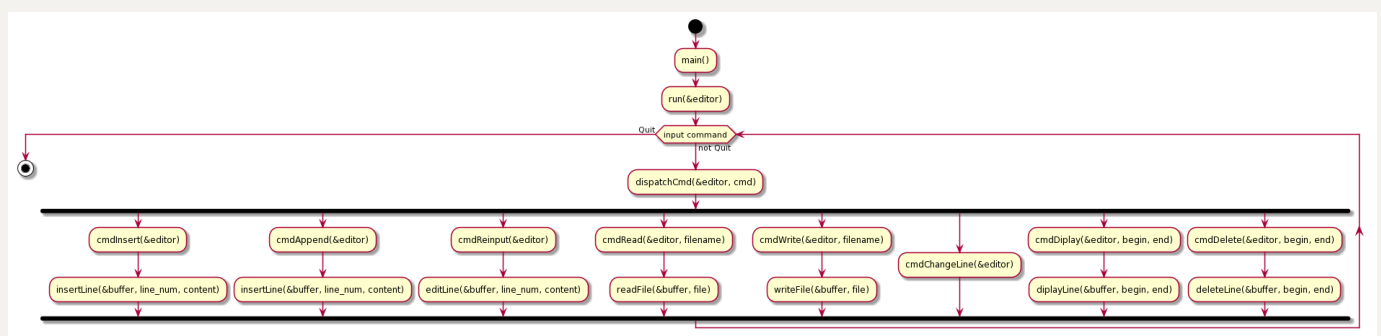 main()
run(&editor)
Quit
input command
not Quit
dispatchCmd(&editor, cmd)
cmdInsert(&editor)
cmdAppend(&editor)
cmdReinput(&editor)
cmdRead(&editor, filename)
cmdWrite(&editor, filename)
cmdChangeLine(&editor)
cmdDiplay(&editor, begin, end)
cmdDelete(&editor, begin, end)
insertLine(&buffer, line_num, content)
insertLine(&buffer, line_num, content)
editLine(&buffer, line_num, content)
readFile(&buffer, file)
writeFile(&buffer, file)
diplayLine(&buffer, begin, end)
deleteLine(&buffer, begin, end)